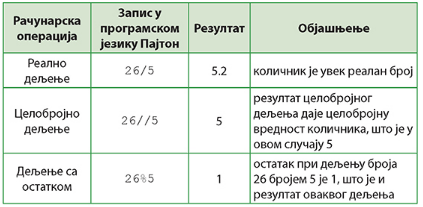 Рачунарска операција
Запис у програмском језику Пајтон
Резултат
Објашњење
Реално дељење
26/5
5.2
количник је увек реалан број
Целобројно дељење
26//5
5
резултат целобројног
дељења даје целобројну
вредност количника, што је у
овом случају 5
Дељење са остатком
26%5
1
остатак при дељењу броја
26 бројем 5 је 1, што је и
резултат оваквог дељења